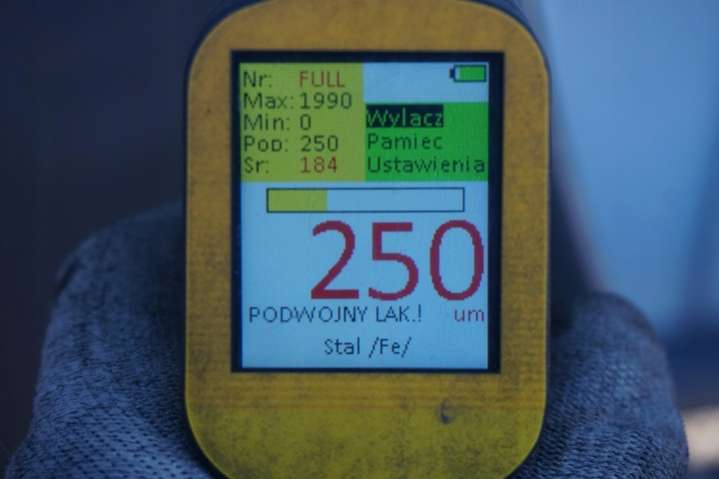 Nr: FULL
Max: 1990
Min: 0
Pop: 250
Sr: 184
Wylacz
Pamiec
Ustawienia
250
PODWOJNY LAK.! um
Stal /Fe/